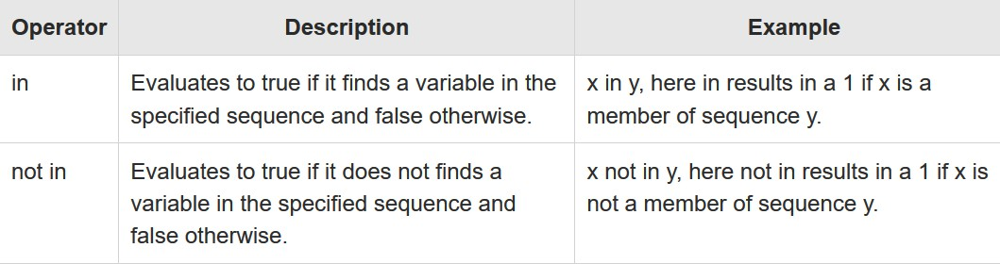 Operator Description Example
in Evaluates to true if it finds a variable in the x in y, here in results in a 1 if x is a
specified sequence and false otherwise. member of sequence y.
not in Evaluates to true if it does not finds a x not in y, here not in results in a 1 if x is
variable in the specified sequence and not a member of sequence y.
false otherwise.